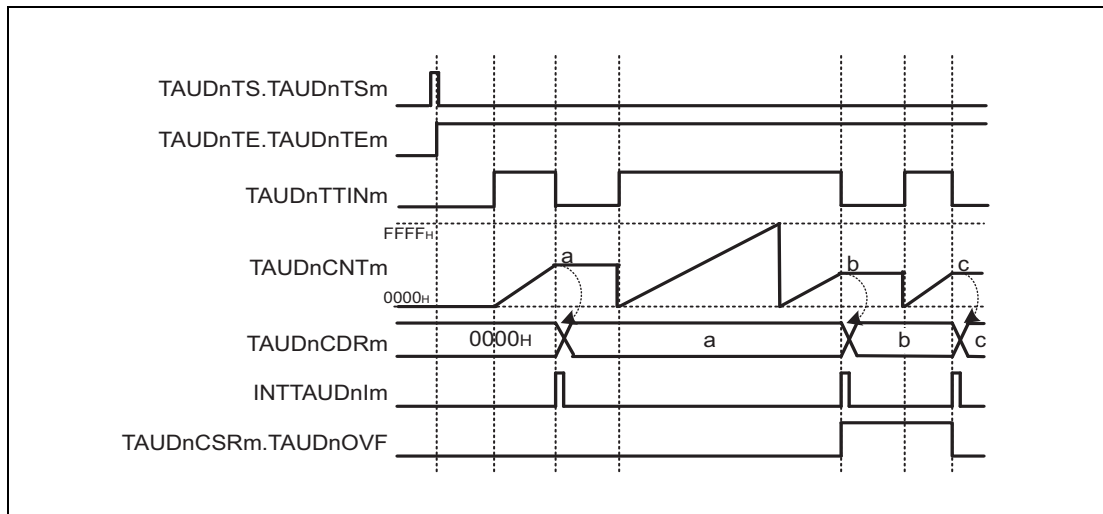 TAUDnTS.TAUDnTSm
TAUDnTE.TAUDnTEm
TAUDnTTINm
FFFFH
TAUDnCNTm
a
b
c
0000H
TAUDnCDRm
0000H
a
b
c
INTTAUDnIm
TAUDnCSRm.TAUDnOVF